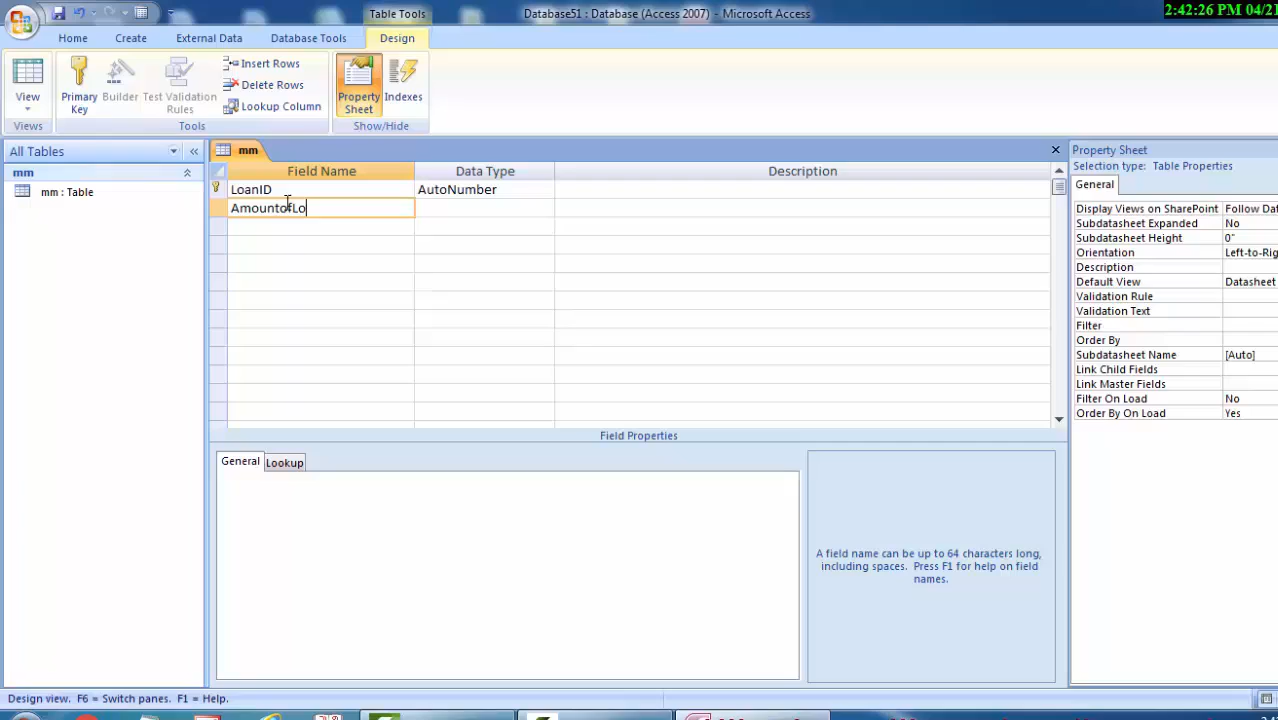 Table Tools
Database51 : Database (Access 2007) - Microsoft Access
2:42:26 PM 04/21
Home
Create
External Data
Database Tools
Design
View
Primary Key
Builder
Test Validation Rules
Insert Rows
Delete Rows
Lookup Column
Property Sheet
Indexes
Views
Tools
Show/Hide
All Tables
mm
mm : Table
mm
Field Name
Data Type
Description
LoanID
AutoNumber
AmountofLo
Property Sheet
Selection type: Table Properties
General
Display Views on SharePoint Follow Dat
Subdatasheet Expanded No
Subdatasheet Height 0"
Orientation Left-to-Rig
Description
Default View Datasheet
Validation Rule
Validation Text
Filter
Order By
Subdatasheet Name [Auto]
Link Child Fields
Link Master Fields
Filter On Load No
Order By On Load Yes
Field Properties
General
Lookup
A field name can be up to 64 characters long,
including spaces. Press F1 for help on field
names.
Design view. F6 = Switch panes. F1 = Help.